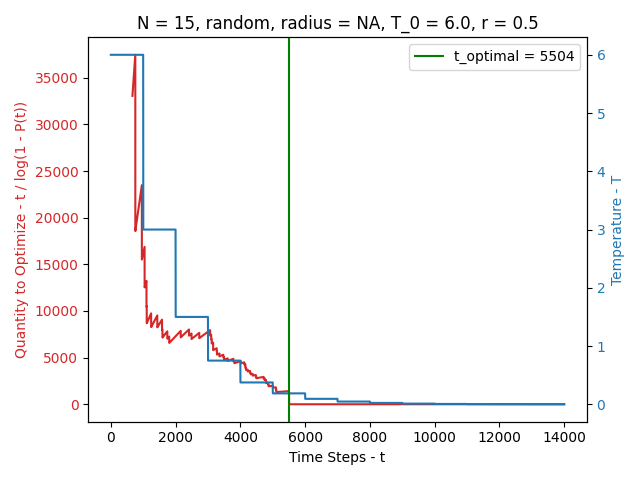 N = 15, random, radius = NA, T_0 = 6.0, r = 0.5
t_optimal = 5504
Quantity to Optimize - t / log(1 - P(t))
35000
30000
25000
20000
15000
10000
5000
0
6
5
4
3
2
1
0
Temperature - T
0 2000 4000 6000 8000 10000 12000 14000
Time Steps - t